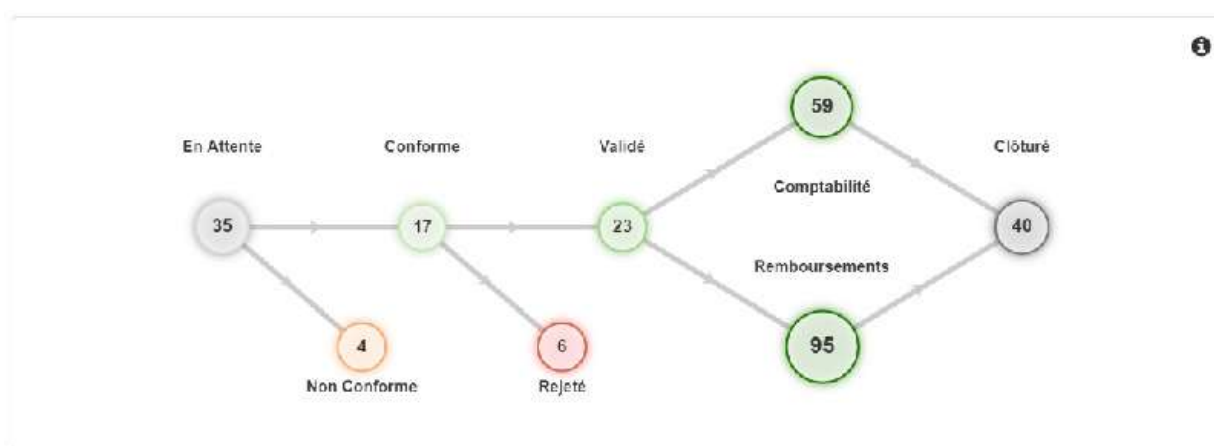 59
En Attente
Conforme
Validé
Clôturé
Comptabilité
35
17
23
40
Remboursements
4
6
95
Non Conforme
Rejeté